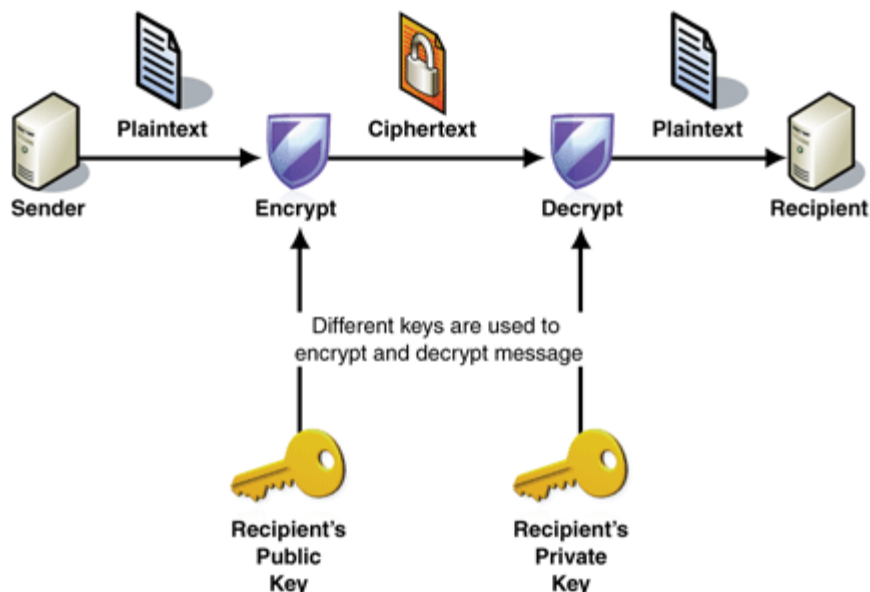 Plaintext
Ciphertext
Plaintext
Sender
Encrypt
Decrypt
Recipient
Different keys are used to
encrypt and decrypt message
Recipient's
Public
Key
Recipient's
Private
Key